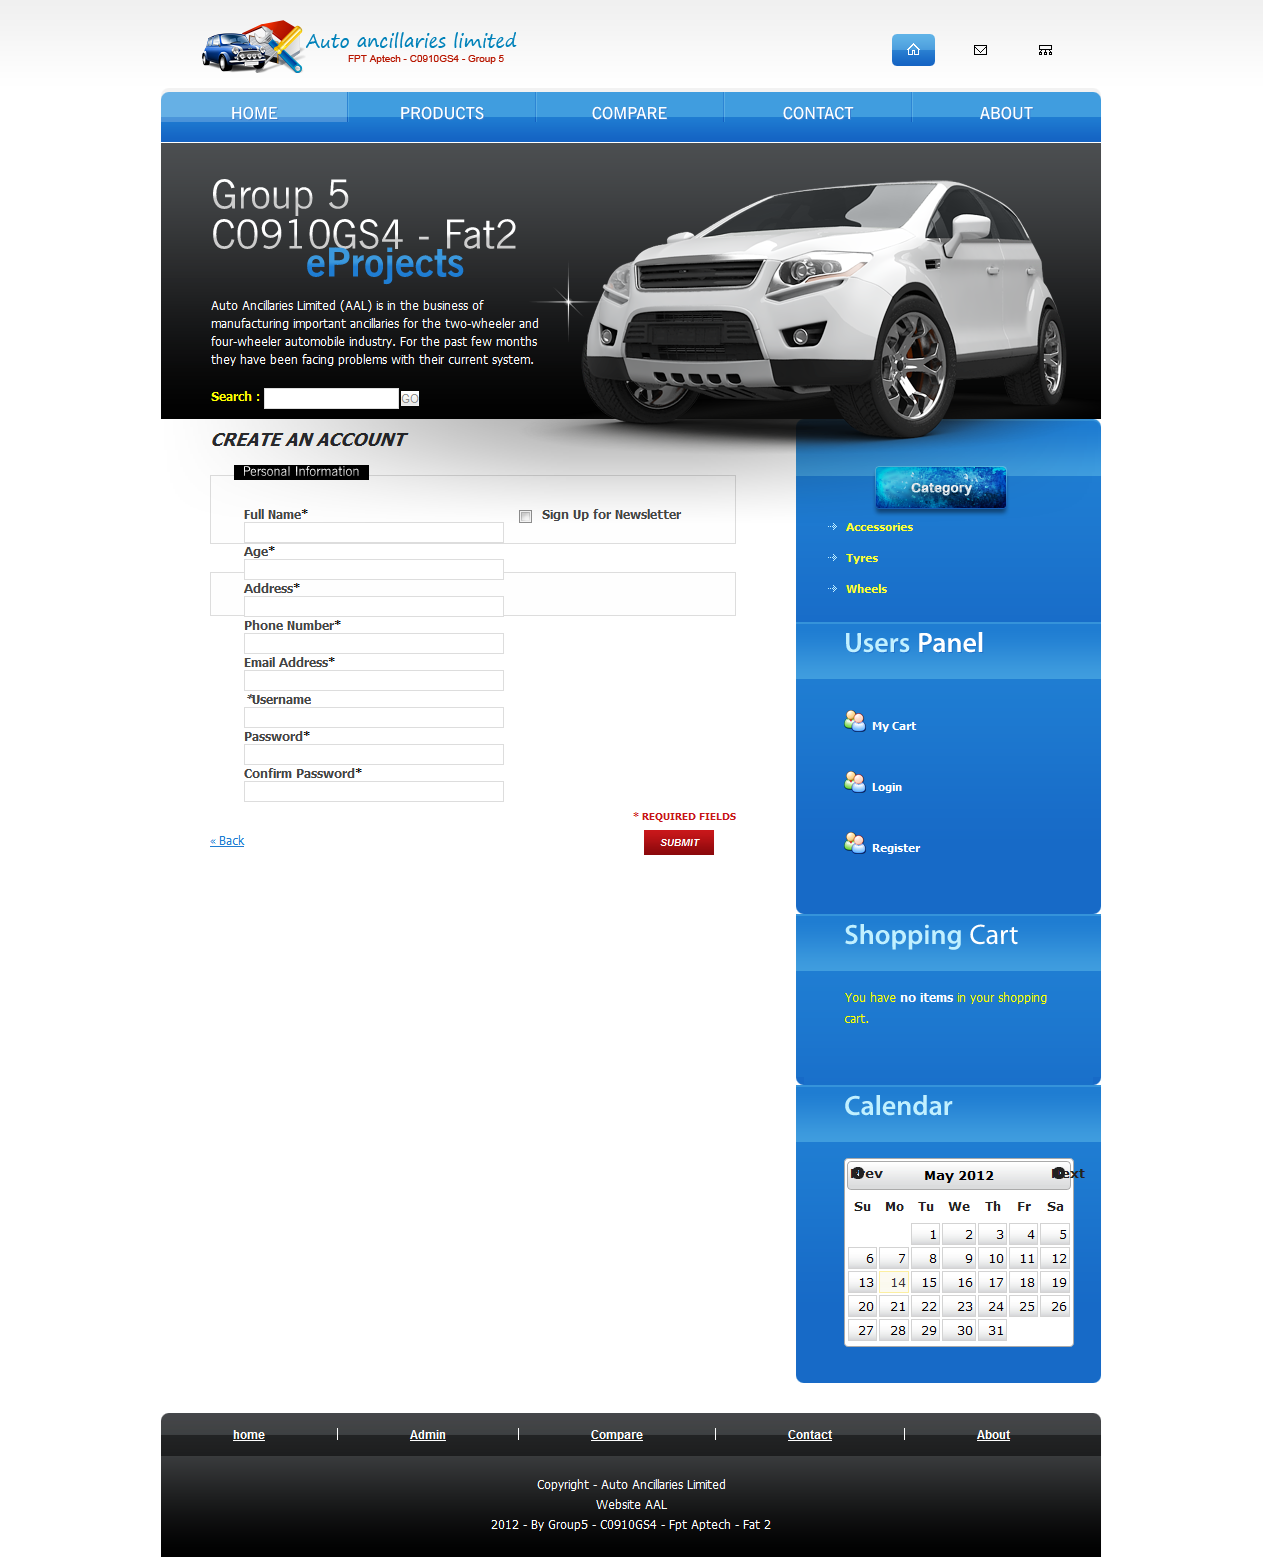 Auto ancillaries limited
FPT Aptech - C0910GS4 - Group 5
HOME
PRODUCTS
COMPARE
CONTACT
ABOUT
Group 5
C0910GS4 - Fat2
eProjects
Auto Ancillaries Limited (AAL) is in the business of
manufacturing important ancillaries for the two-wheeler and
four-wheeler automobile industry. For the past few months
they have been facing problems with their current system.
Search :
GO
CREATE AN ACCOUNT
Personal Information
Full Name*
Sign Up for Newsletter
Age*
Address*
Phone Number*
Email Address*
*Username
Password*
Confirm Password*
* REQUIRED FIELDS
« Back
SUBMIT
Category
Accessories
Tyres
Wheels
Users Panel
My Cart
Login
Register
Shopping Cart
You have no items in your shopping
cart.
Calendar
Prev May 2012 Next
Su Mo Tu We Th Fr Sa
1 2 3 4 5
6 7 8 9 10 11 12
13 14 15 16 17 18 19
20 21 22 23 24 25 26
27 28 29 30 31
home
Admin
Compare
Contact
About
Copyright - Auto Ancillaries Limited
Website AAL
2012 - By Group5 - C0910GS4 - Fpt Aptech - Fat 2